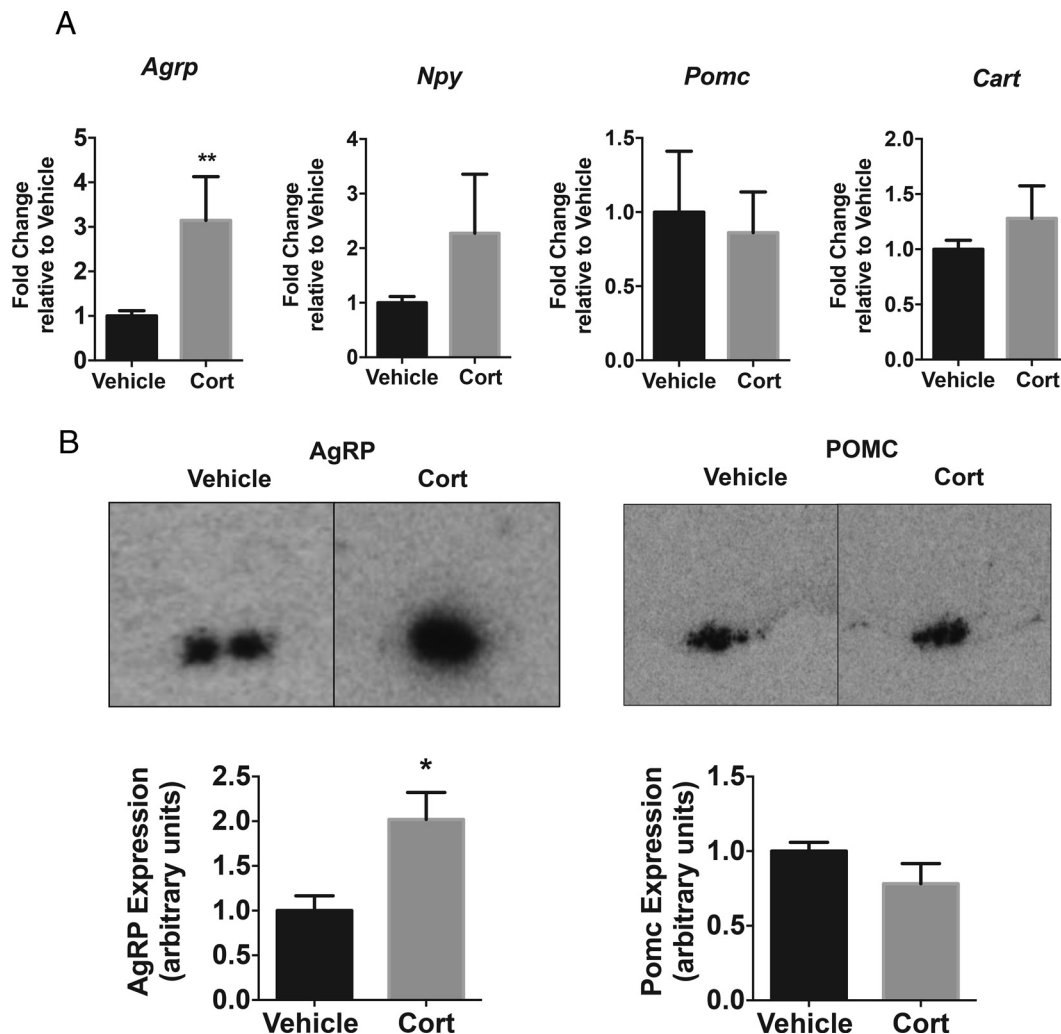 A
Agrp
Npy
Pomc
Cart
Fold Change
relative to Vehicle
5
4
3
2
1
0
**
Vehicle
Cort
Fold Change
relative to Vehicle
4
3
2
1
0
Vehicle
Cort
Fold Change
relative to Vehicle
1.5
1.0
0.5
0.0
Vehicle
Cort
Fold Change
relative to Vehicle
2.0
1.5
1.0
0.5
0.0
Vehicle
Cort
B
AgRP
Vehicle
Cort
POMC
Vehicle
Cort
AgRP Expression
(arbitrary units)
2.5
2.0
1.5
1.0
0.5
0.0
*
Vehicle
Cort
Pomc Expression
(arbitrary units)
1.5
1.0
0.5
0.0
Vehicle
Cort